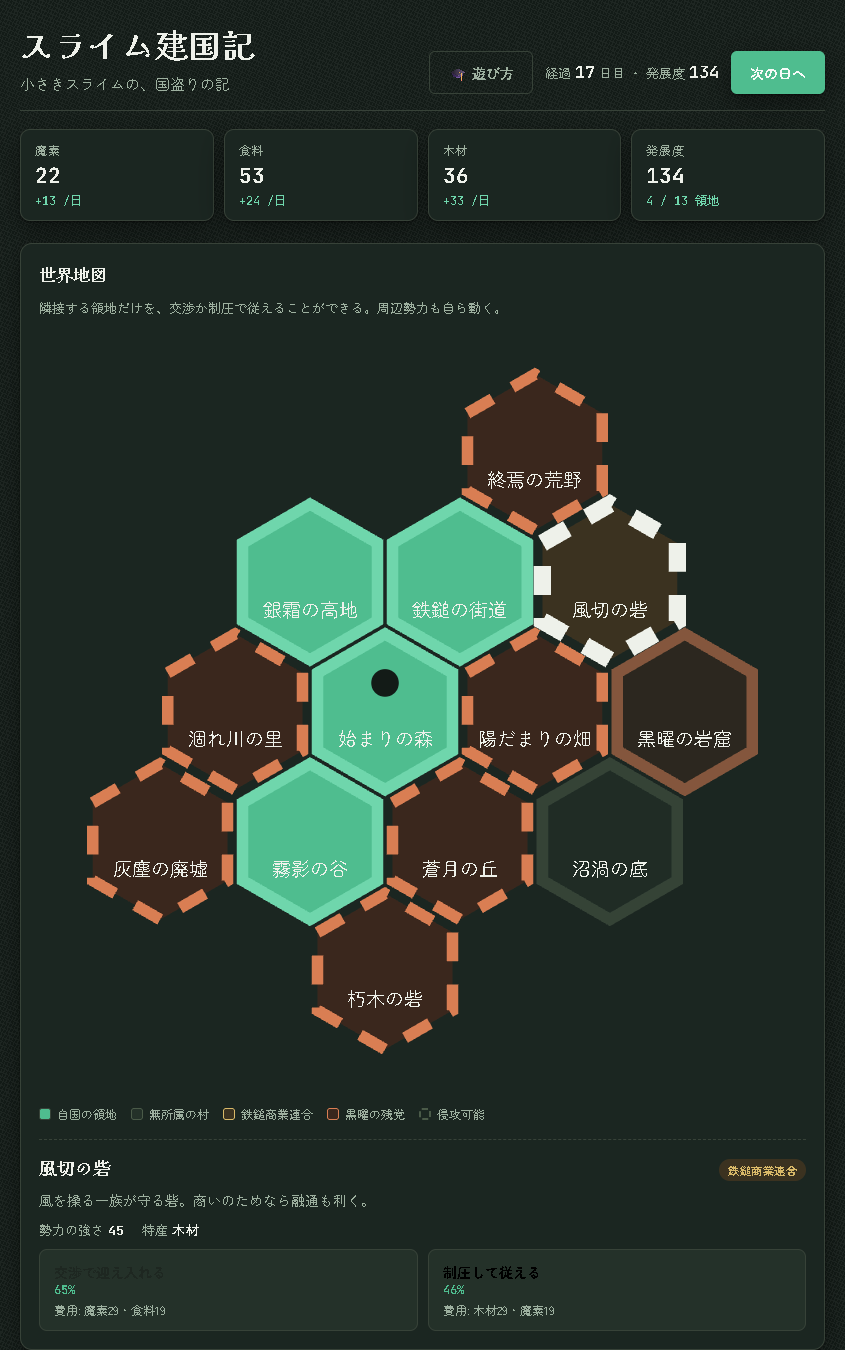 スライム建国記
小さきスライムの、国盗りの記
遊び方
経過 17 日目 ・ 発展度 134
次の日へ
魔素
22
+13 /日
食料
53
+24 /日
木材
36
+33 /日
発展度
134
4 / 13 領地
世界地図
隣接する領地だけを、交渉か制圧で従えることができる。周辺勢力も自ら動く。
終焉の荒野
銀霜の高地
鉄鎚の街道
風切の砦
涸れ川の里
始まりの森
陽だまりの畑
黒曜の岩窟
灰塵の廃墟
霧影の谷
蒼月の丘
沼渦の底
朽木の砦
自国の領地 無所属の村 鉄鎚商業連合 黒曜の残党 侵攻可能
風切の砦
鉄鎚商業連合
風を操る一族が守る砦。商いのためなら融通も利く。
勢力の強さ 45 特産 木材
交渉で迎え入れる
65%
費用: 魔素29・食料19
制圧して従える
46%
費用: 木材29・魔素19